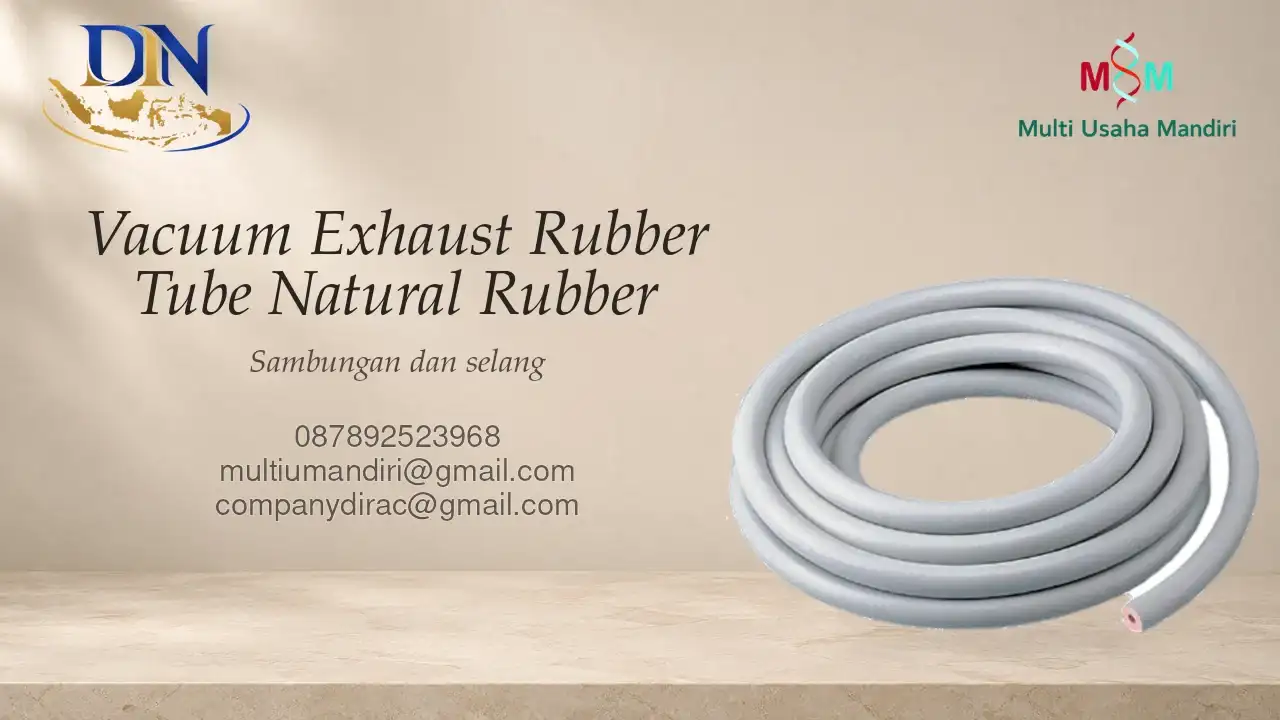 DIN
MSM
Multi Usaha Mandiri
Vacuum Exhaust Rubber
Tube Natural Rubber
Sambungan dan selang
087892523968
multiumandiri@gmail.com
companydirac@gmail.com